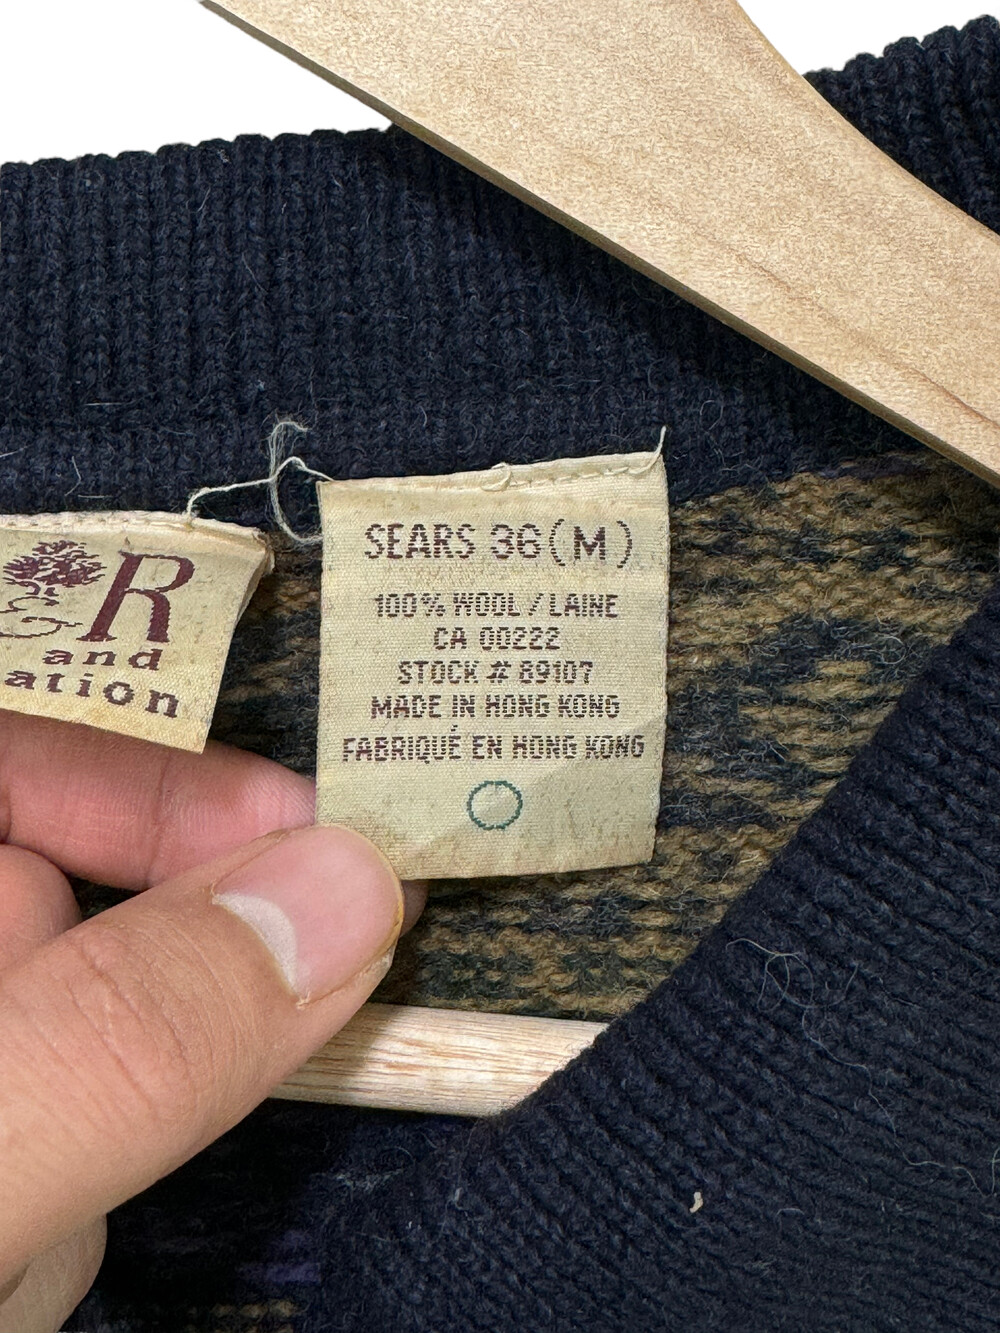 & R
and
ation
SEARS 36(M)
100% WOOL / LAINE
CA 00222
STOCK # 89107
MADE IN HONG KONG
FABRIQUÉ EN HONG KONG